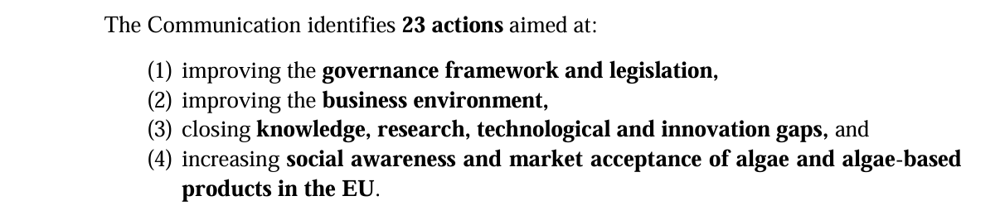 The Communication identifies 23 actions aimed at:
(1) improving the governance framework and legislation,
(2) improving the business environment,
(3) closing knowledge, research, technological and innovation gaps, and
(4) increasing social awareness and market acceptance of algae and algae-based
products in the EU.